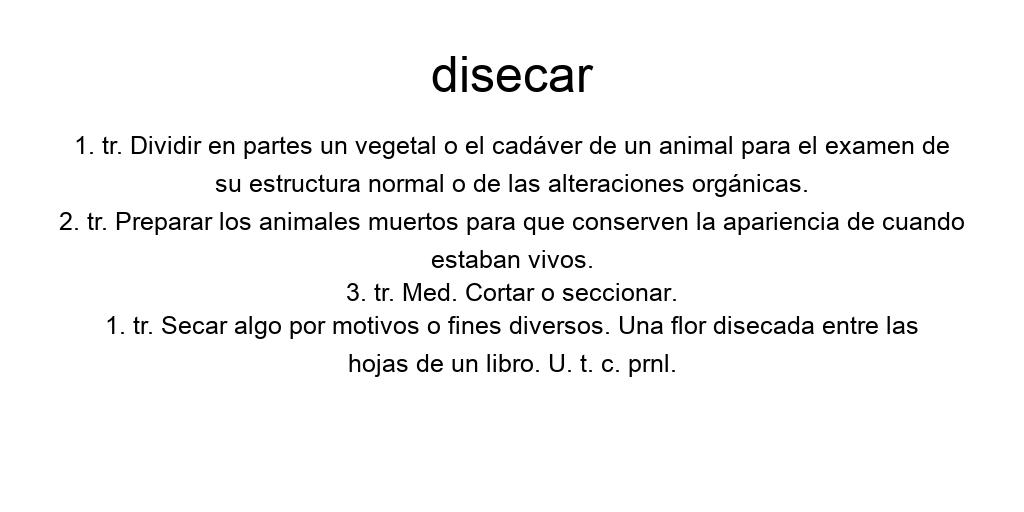 disecar
1. tr. Dividir en partes un vegetal o el cadáver de un animal para el examen de
su estructura normal o de las alteraciones orgánicas.
2. tr. Preparar los animales muertos para que conserven la apariencia de cuando
estaban vivos.
3. tr. Med. Cortar o seccionar.
1. tr. Secar algo por motivos o fines diversos. Una flor disecada entre las
hojas de un libro. U. t. c. prnl.